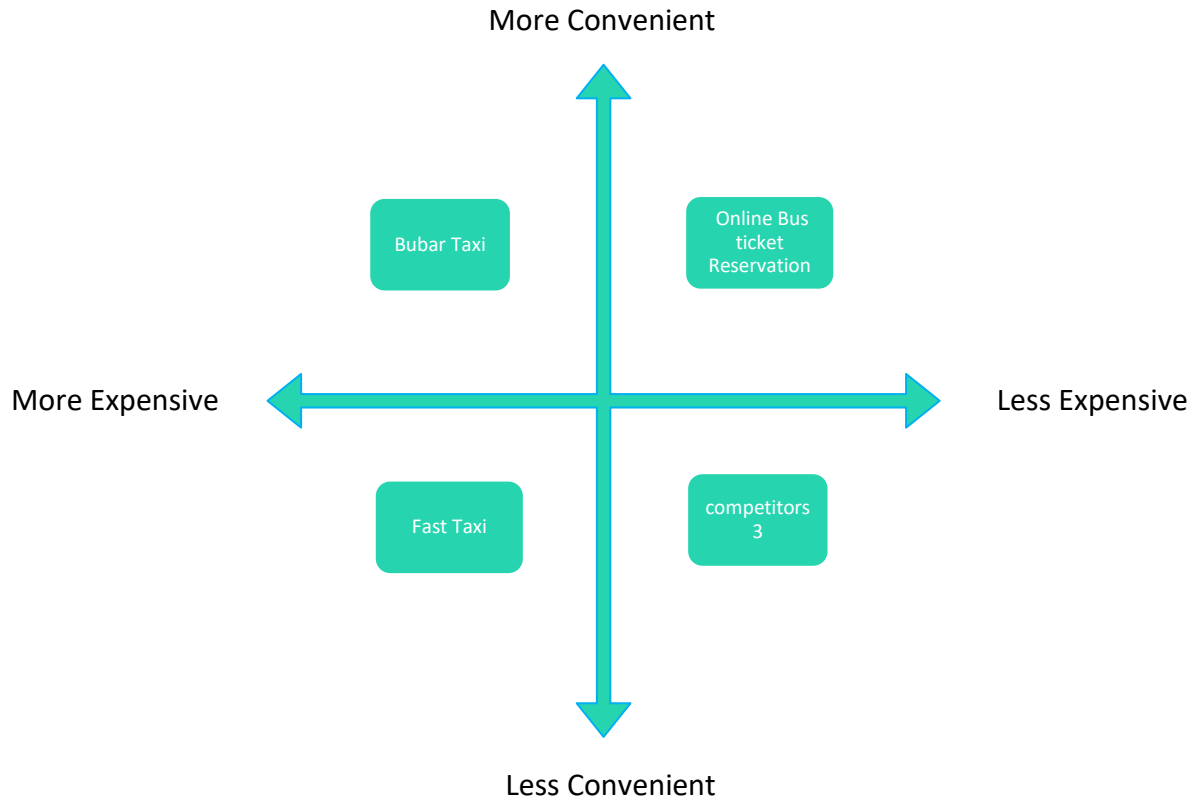 More Convenient
Bubar Taxi
Online Bus
ticket
Reservation
More Expensive
Less Expensive
Fast Taxi
competitors
3
Less Convenient